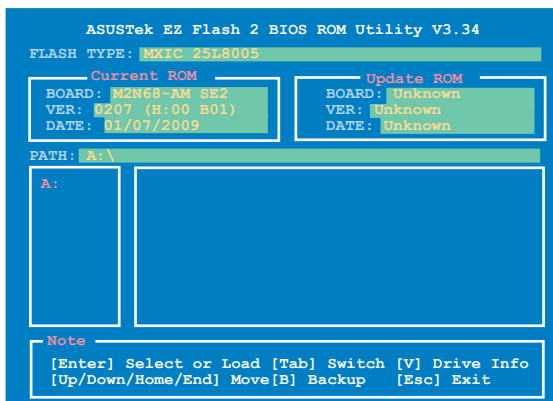 ASUSTek EZ Flash 2 BIOS ROM Utility V3.34
FLASH TYPE: MXIC 25L8005
Current ROM
BOARD: M2N68-AM SE2
VER: 0207 (H:00 B01)
DATE: 01/07/2009
Update ROM
BOARD: Unknown
VER: Unknown
DATE: Unknown
PATH: A:\
A:
Note
[Enter] Select or Load [Tab] Switch [V] Drive Info
[Up/Down/Home/End] Move[B] Backup [Esc] Exit